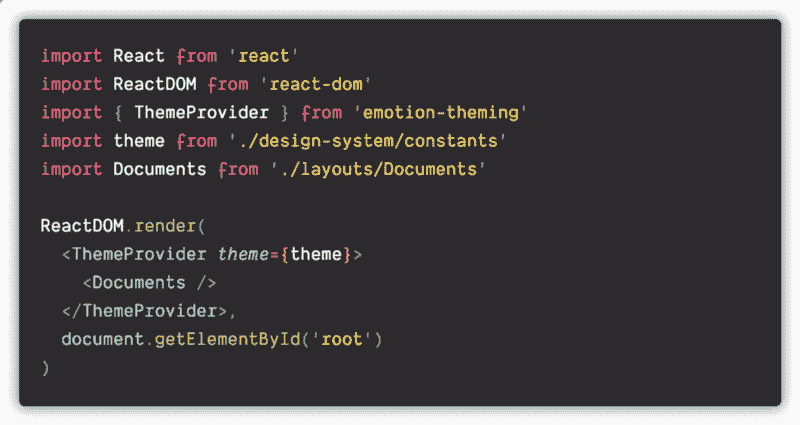 import React from 'react'
import ReactDOM from 'react-dom'
import { ThemeProvider } from 'emotion-theming'
import theme from './design-system/constants'
import Documents from './layouts/Documents'

ReactDOM.render(
  <ThemeProvider theme={theme}>
    <Documents />
  </ThemeProvider>,
  document.getElementById('root')
)